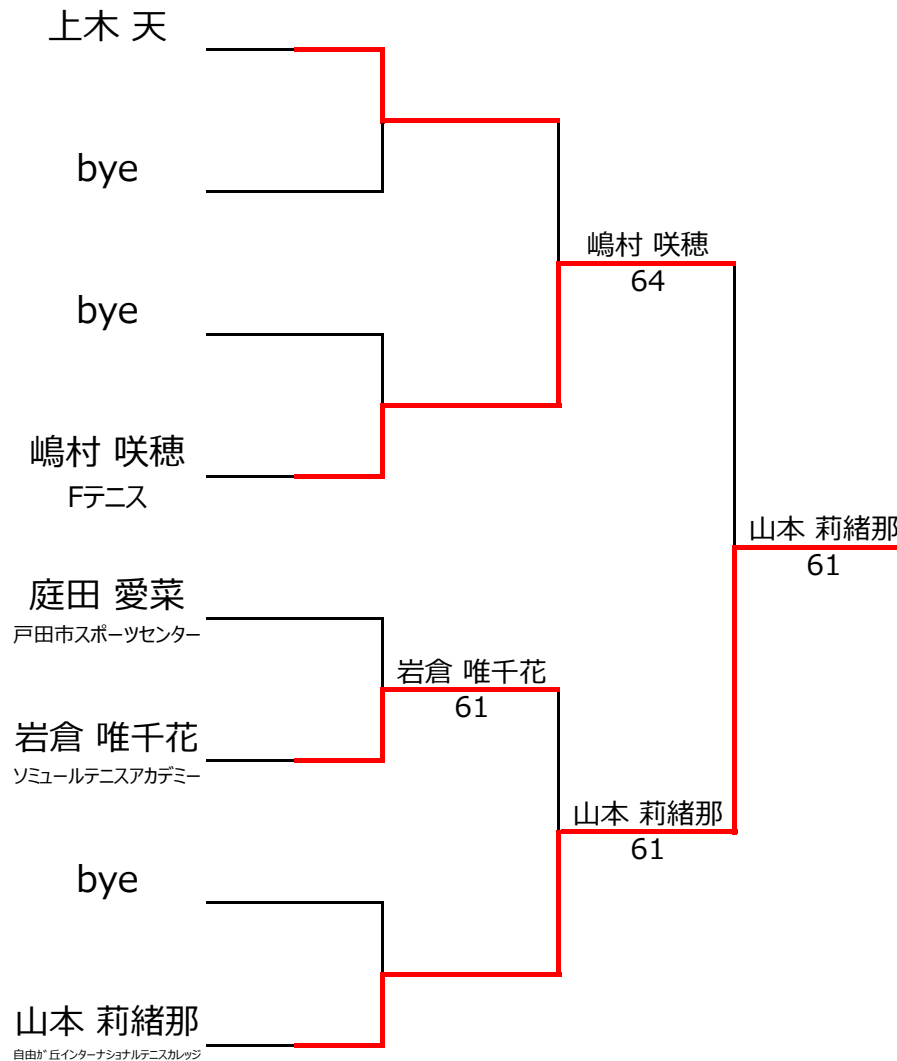 上木 天
bye
bye
嶋村 咲穂
Fテニス
庭田 愛菜
戸田市スポーツセンター
岩倉 唯千花
ソミュールテニスアカデミー
bye
山本 莉緒那
自由が丘インターナショナルテニスカレッジ
嶋村 咲穂
64
岩倉 唯千花
61
山本 莉緒那
61
山本 莉緒那
61